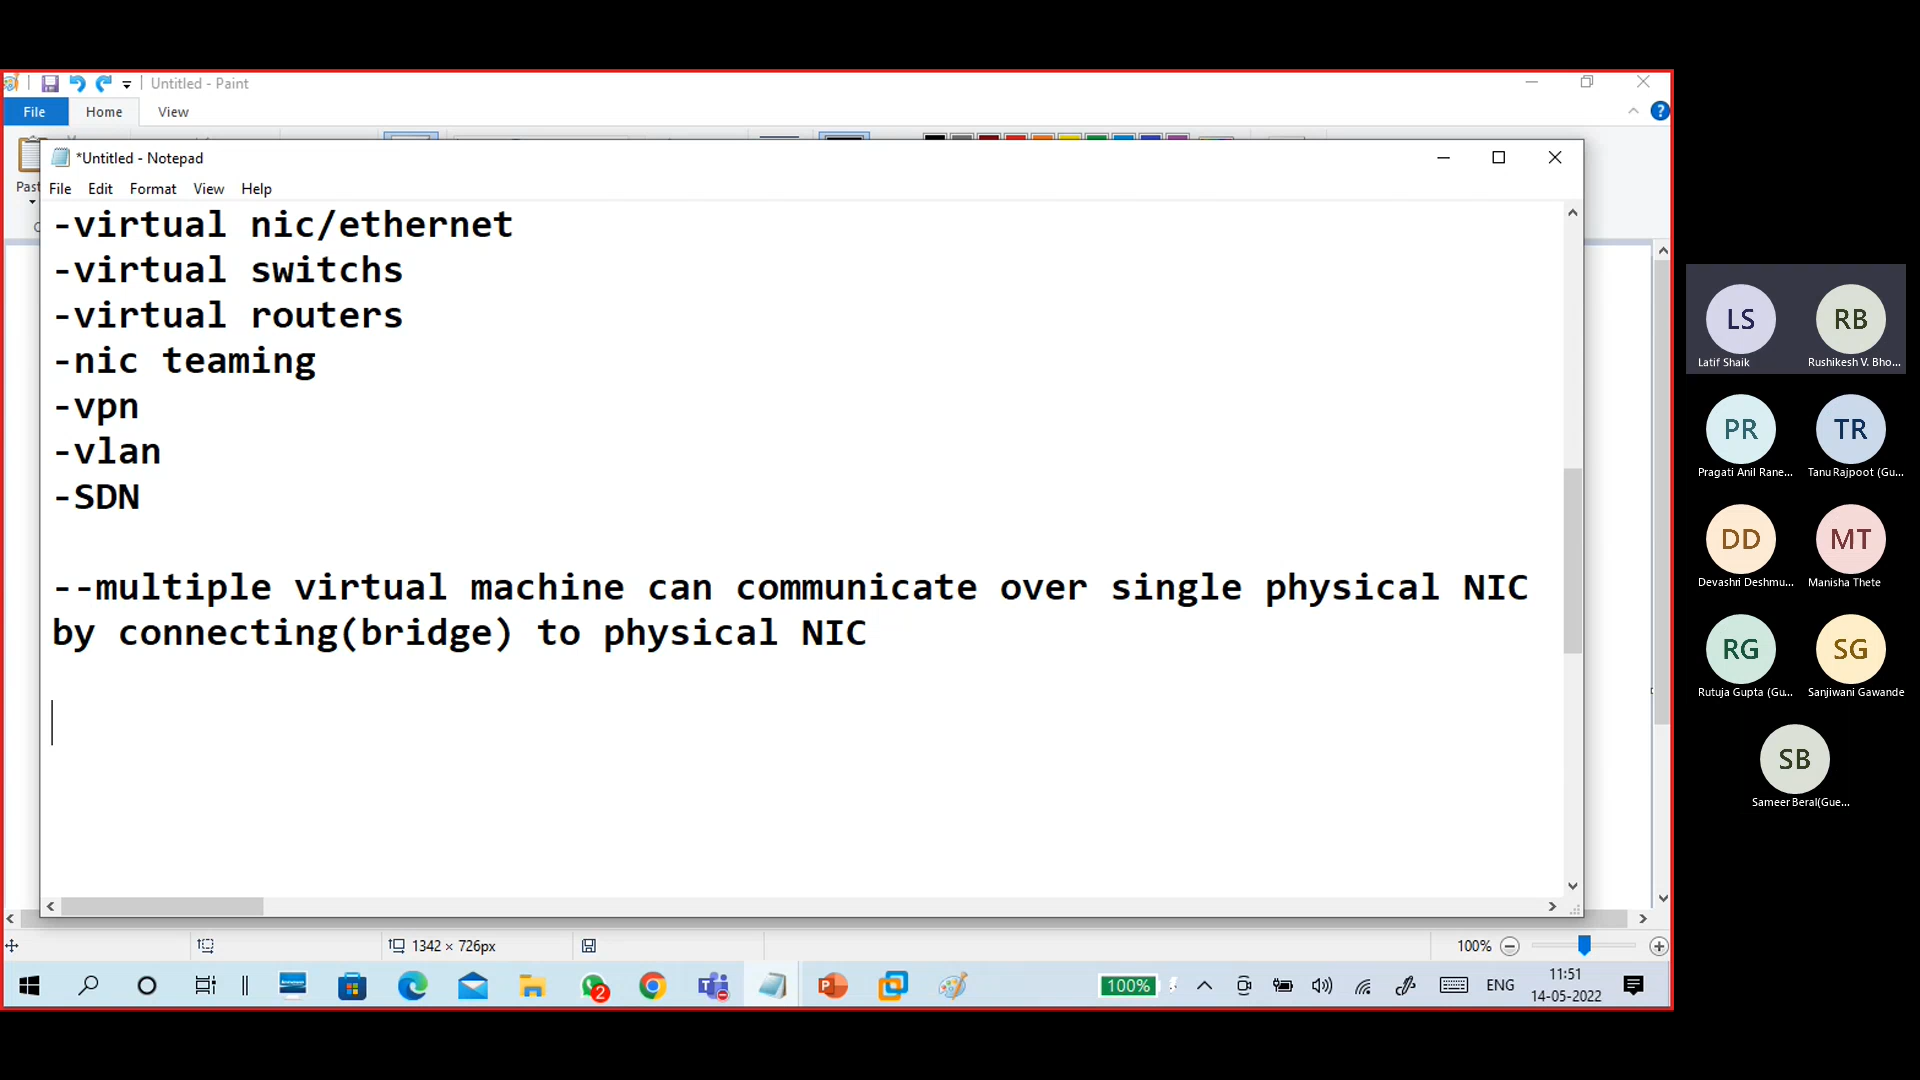 Untitled - Paint
File Home View
*Untitled - Notepad
Past
File Edit Format View Help
-virtual nic/ethernet
-virtual switchs
-virtual routers
-nic teaming
-vpn
-vlan
-SDN
--multiple virtual machine can communicate over single physical NIC
by connecting(bridge) to physical NIC
1342 × 726px
100%
2
100%
ENG
11:51
14-05-2022
LS
Latif Shaik
RB
Rushikesh V. Bho...
PR
Pragati Anil Rane...
TR
Tanu Rajpoot (Gu...
DD
Devashri Deshmu...
MT
Manisha Thete
RG
Rutuja Gupta (Gu...
SG
Sanjiwani Gawande
SB
Sameer Beral(Gue...